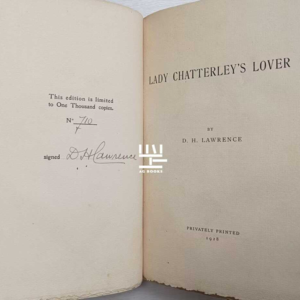 This edition is limited
to One Thousand copies.
Nº 710
signed D. H. Lawrence
LADY CHATTERLEY'S LOVER
BY
D. H. LAWRENCE
PRIVATELY PRINTED
1928